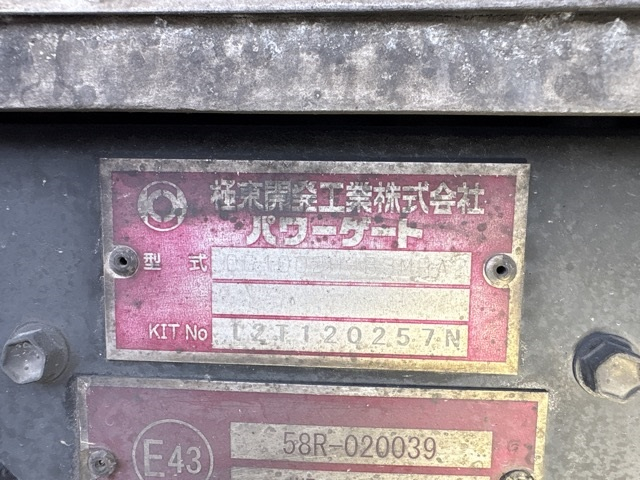 極東開発工業株式会社
パワーゲート
型 式
KIT No T2T120257N
E43 58R-020039